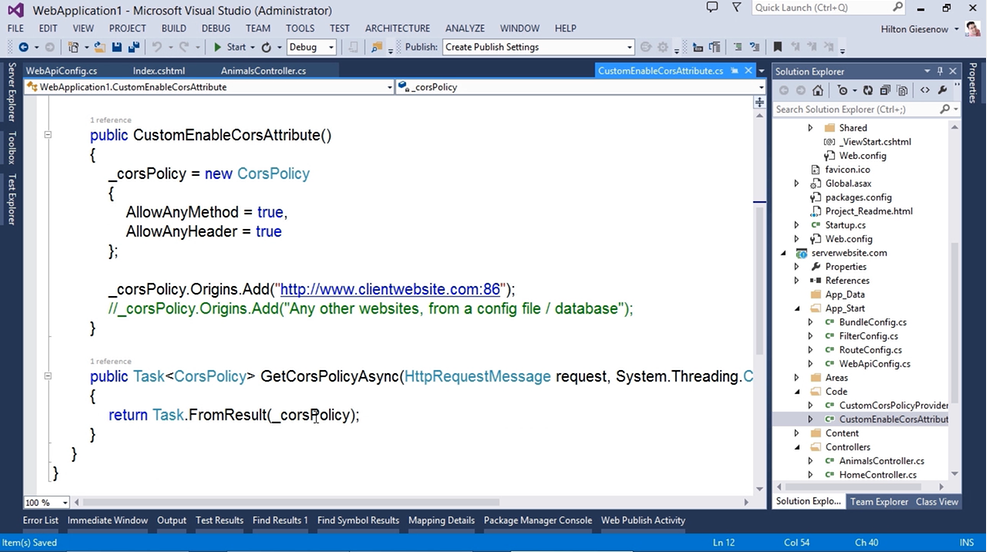 WebApplication1 - Microsoft Visual Studio (Administrator)
Quick Launch (Ctrl+Q)
FILE EDIT VIEW PROJECT BUILD DEBUG TEAM TOOLS TEST ARCHITECTURE ANALYZE WINDOW HELP
Hilton Giesenow
Start Debug Publish: Create Publish Settings
WebApiConfig.cs Index.cshtml AnimalsController.cs CustomEnableCorsAttribute.cs
WebApplication1.CustomEnableCorsAttribute _corsPolicy
Server Explorer
Toolbox
Test Explorer
1 reference
public CustomEnableCorsAttribute()
{
_corsPolicy = new CorsPolicy
{
AllowAnyMethod = true,
AllowAnyHeader = true
};
_corsPolicy.Origins.Add("http://www.clientwebsite.com:86");
//_corsPolicy.Origins.Add("Any other websites, from a config file / database");
}
1 reference
public Task<CorsPolicy> GetCorsPolicyAsync(HttpRequestMessage request, System.Threading.C
{
return Task.FromResult(_corsPolicy);
}
}
}
100 %
Solution Explorer
Search Solution Explorer (Ctrl+;)
Shared
_ViewStart.cshtml
Web.config
favicon.ico
Global.asax
packages.config
Project_Readme.html
Startup.cs
Web.config
serverwebsite.com
Properties
References
App_Data
App_Start
BundleConfig.cs
FilterConfig.cs
RouteConfig.cs
WebApiConfig.cs
Areas
Code
CustomCorsPolicyProvider
CustomEnableCorsAttribut
Content
Controllers
AnimalsController.cs
HomeController.cs
Solution Explo... Team Explorer Class View
Properties
Error List Immediate Window Output Test Results Find Results 1 Find Symbol Results Mapping Details Package Manager Console Web Publish Activity
Item(s) Saved Ln 12 Col 54 Ch 40 INS